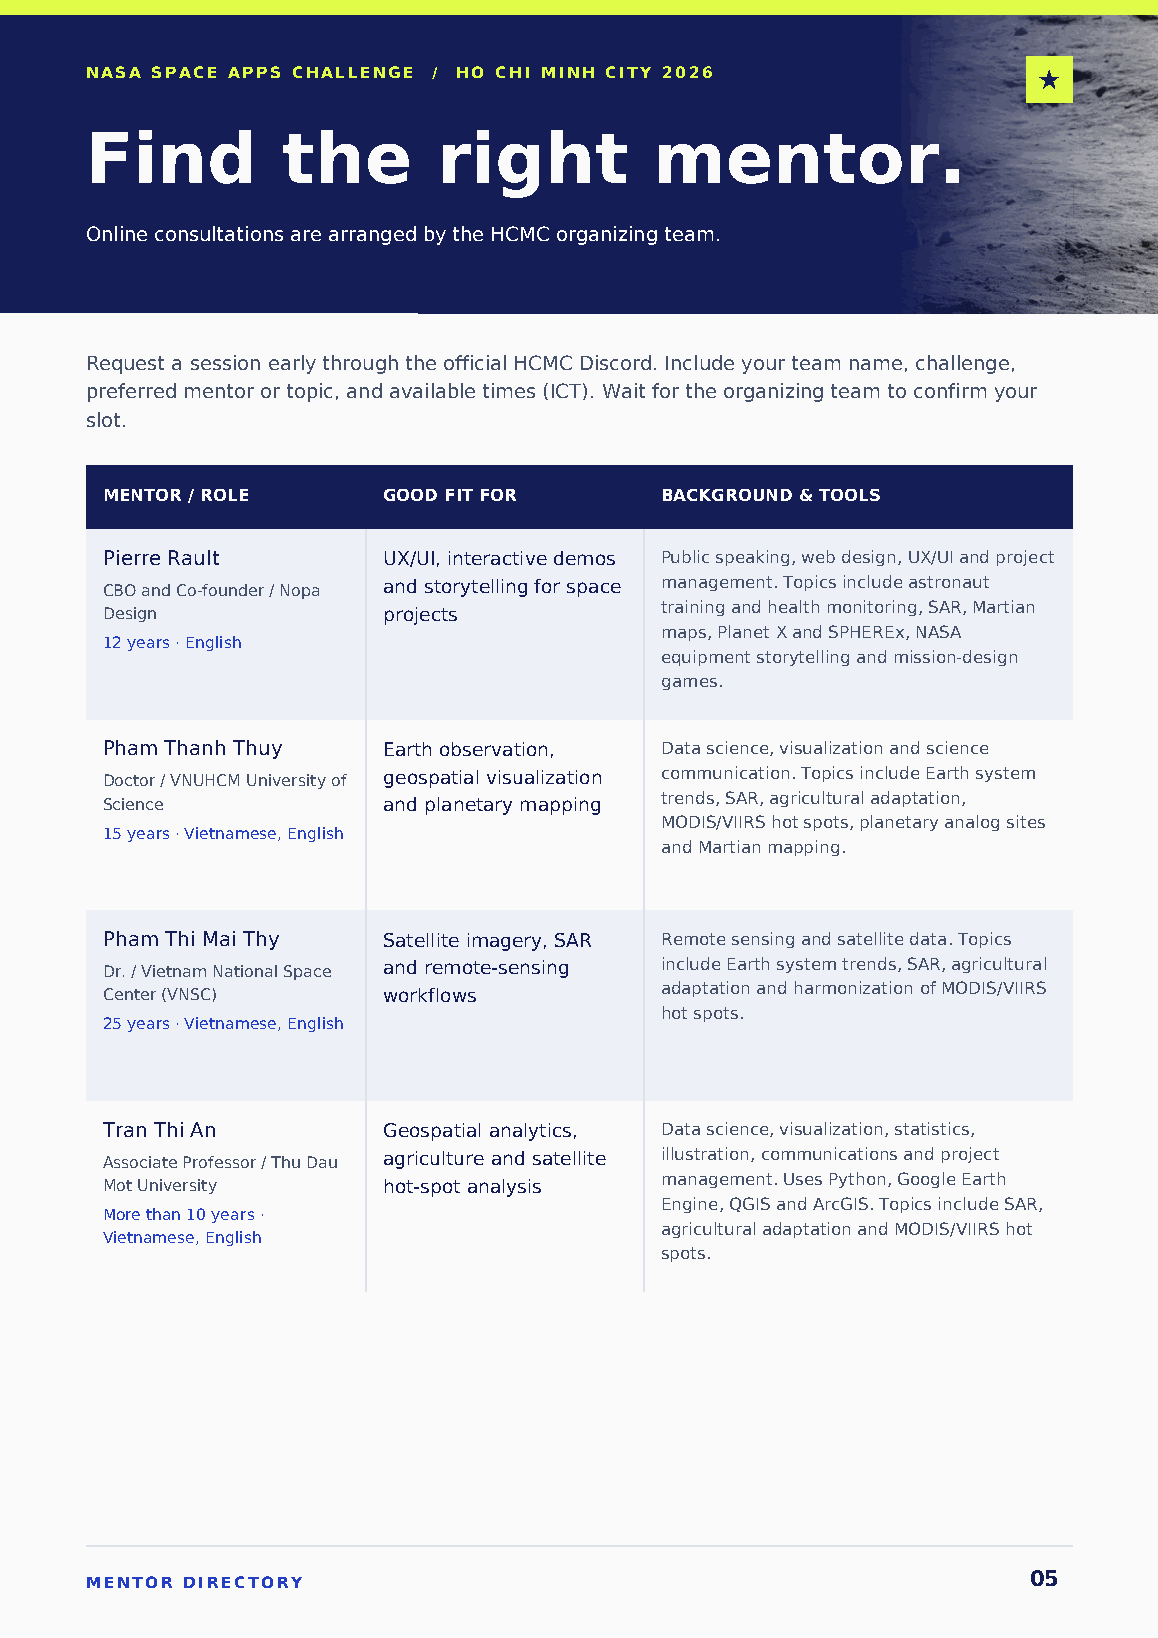 NASA SPACE APPS CHALLENGE / HO CHI MINH CITY 2026
Find the right mentor.
Online consultations are arranged by the HCMC organizing team.
Request a session early through the official HCMC Discord. Include your team name, challenge,
preferred mentor or topic, and available times (ICT). Wait for the organizing team to confirm your
slot.
MENTOR / ROLE
GOOD FIT FOR
BACKGROUND & TOOLS
Pierre Rault
CBO and Co-founder / Nopa
Design
12 years · English
UX/UI, interactive demos
and storytelling for space
projects
Public speaking, web design, UX/UI and project
management. Topics include astronaut
training and health monitoring, SAR, Martian
maps, Planet X and SPHEREx, NASA
equipment storytelling and mission-design
games.
Pham Thanh Thuy
Doctor / VNUHCM University of
Science
15 years · Vietnamese, English
Earth observation,
geospatial visualization
and planetary mapping
Data science, visualization and science
communication. Topics include Earth system
trends, SAR, agricultural adaptation,
MODIS/VIIRS hot spots, planetary analog sites
and Martian mapping.
Pham Thi Mai Thy
Dr. / Vietnam National Space
Center (VNSC)
25 years · Vietnamese, English
Satellite imagery, SAR
and remote-sensing
workflows
Remote sensing and satellite data. Topics
include Earth system trends, SAR, agricultural
adaptation and harmonization of MODIS/VIIRS
hot spots.
Tran Thi An
Associate Professor / Thu Dau
Mot University
More than 10 years ·
Vietnamese, English
Geospatial analytics,
agriculture and satellite
hot-spot analysis
Data science, visualization, statistics,
illustration, communications and project
management. Uses Python, Google Earth
Engine, QGIS and ArcGIS. Topics include SAR,
agricultural adaptation and MODIS/VIIRS hot
spots.
MENTOR DIRECTORY
05